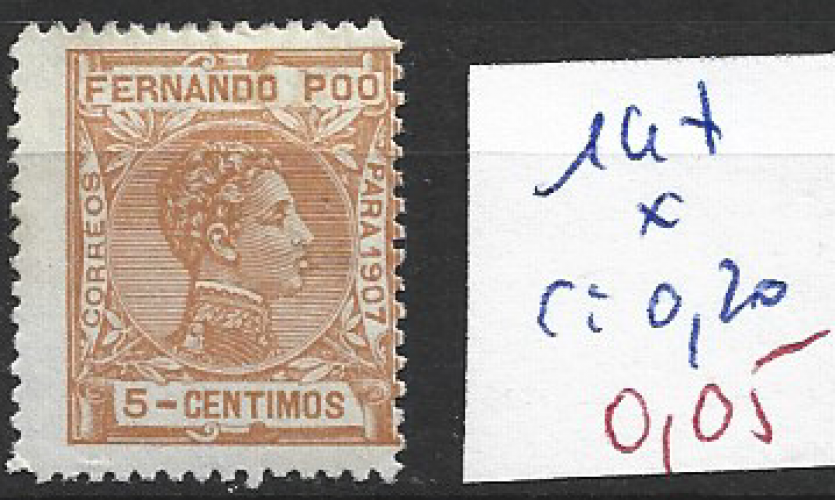 FERNANDO POO
CORREOS
PARA 1907
5 - CENTIMOS
147
x
C: 0,20
0,05